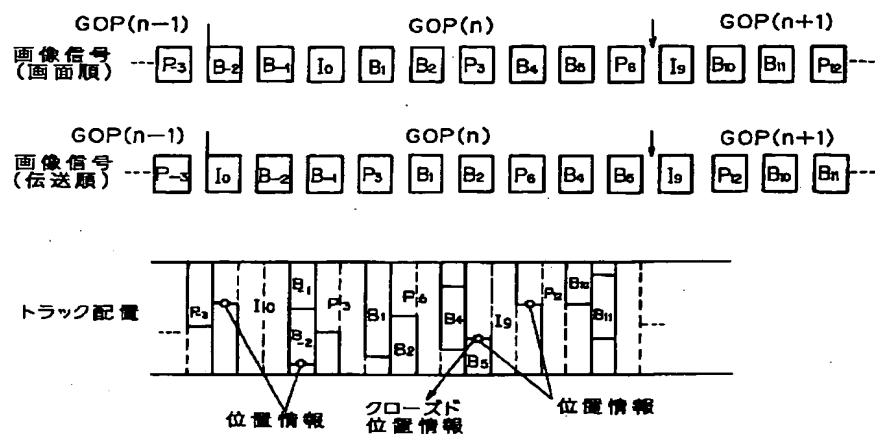 GOP(n−1) GOP(n) GOP(n+1)
画像信号 (画面順) ---- P₋₃ B₋₂ B₋₁ I₀ B₁ B₂ P₃ B₄ B₅ P₆ I₉ B₁₀ B₁₁ P₁₂ ---
GOP(n−1) GOP(n) GOP(n+1)
画像信号 (伝送順) ---- P₋₃ I₀ B₋₂ B₋₁ P₃ B₁ B₂ P₆ B₄ B₅ I₉ P₁₂ B₁₀ B₁₁ ---
トラック配置
P₋₃ I₀ B₋₁ B₋₂ P₃ B₁ P₆ B₂ B₄ I₉ B₅ P₁₂ B₁₀ B₁₁
位置情報
クローズド
位置情報
位置情報